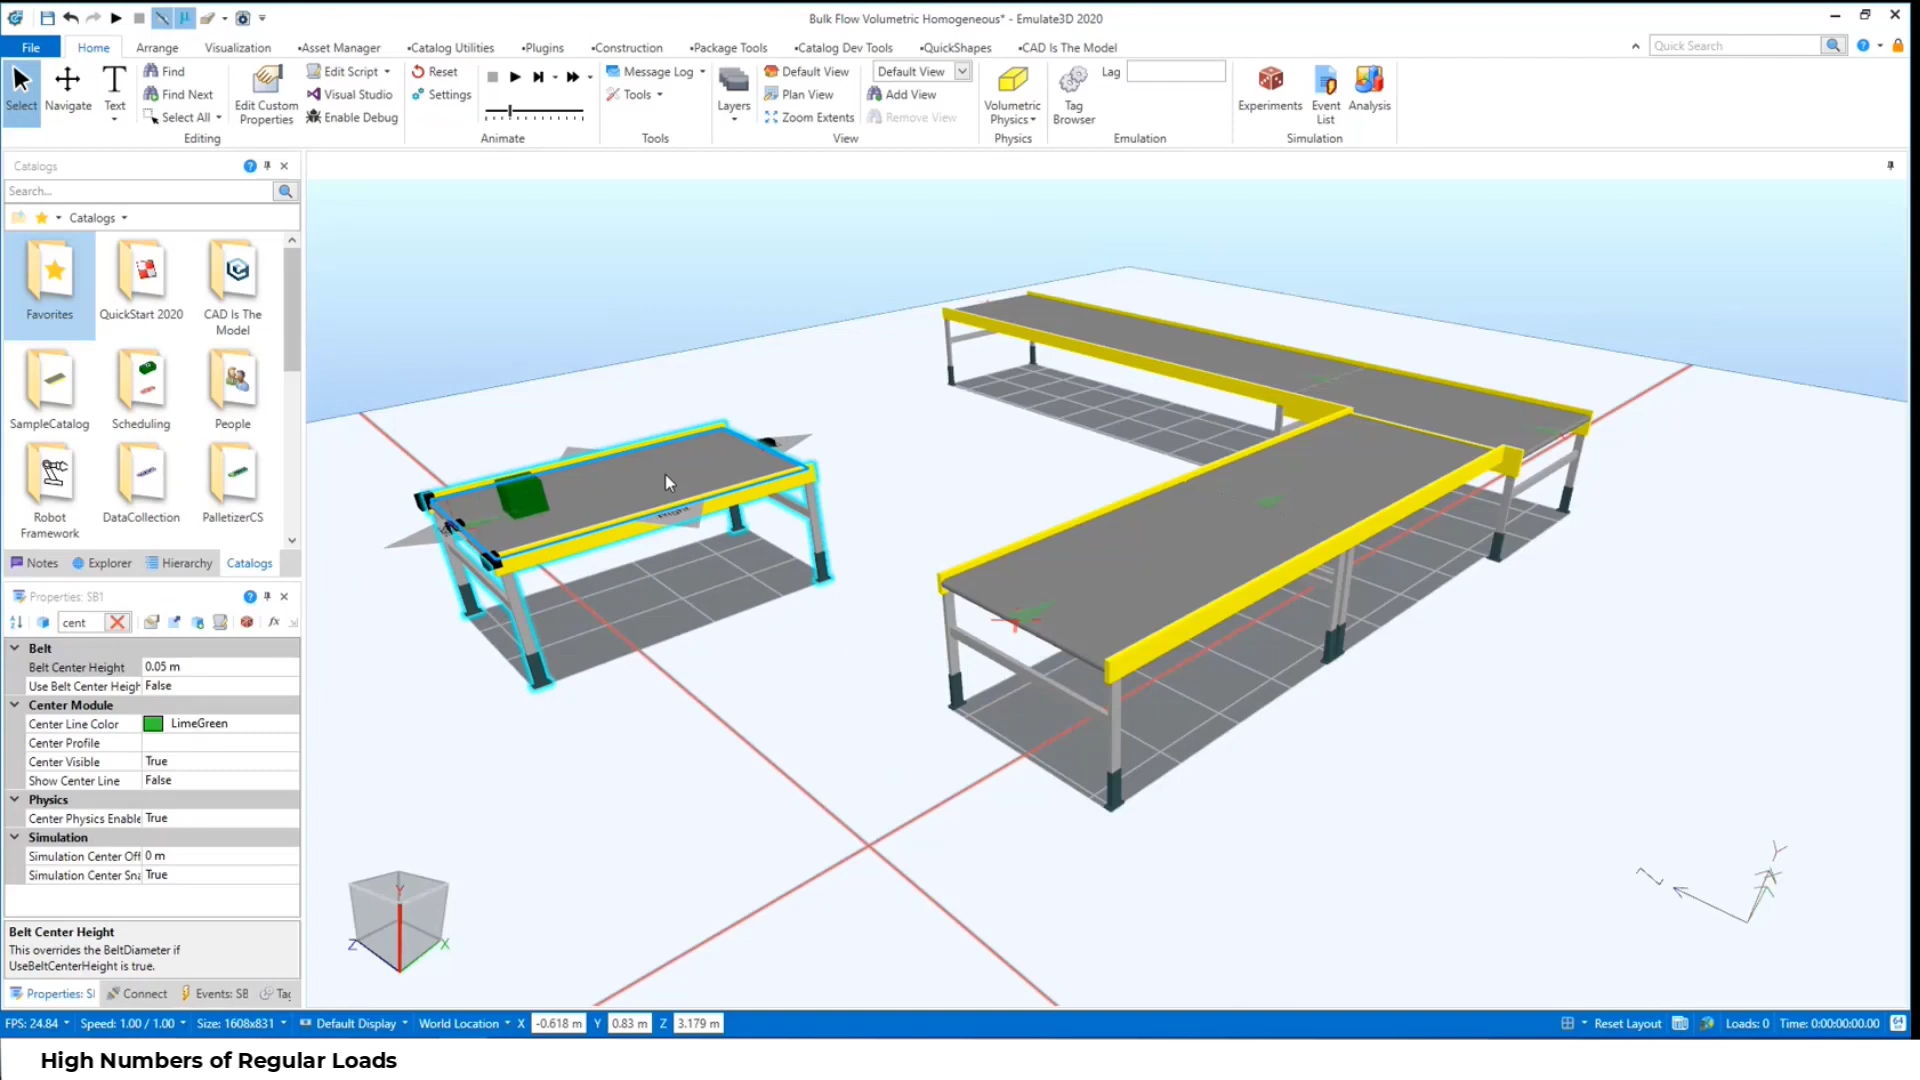 Bulk Flow Volumetric Homogeneous* - Emulate3D 2020
File
Home
Arrange
Visualization
•Asset Manager
•Catalog Utilities
•Plugins
•Construction
•Package Tools
•Catalog Dev Tools
•QuickShapes
•CAD Is The Model
Quick Search
Select
Navigate
Text
Find
Find Next
Select All
Editing
Edit Custom Properties
Edit Script
Visual Studio
Enable Debug
Reset
Settings
Animate
Message Log
Tools
Tools
Layers
Default View
Plan View
Zoom Extents
Default View
Add View
Remove View
View
Volumetric Physics
Physics
Tag Browser
Lag
Emulation
Experiments
Event List
Analysis
Simulation
Catalogs
Search...
Catalogs
Favorites
QuickStart 2020
CAD Is The Model
SampleCatalog
Scheduling
People
Robot Framework
DataCollection
PalletizerCS
Notes
Explorer
Hierarchy
Catalogs
Properties: SB1
cent
Belt
Belt Center Height 0.05 m
Use Belt Center Heigh False
Center Module
Center Line Color LimeGreen
Center Profile
Center Visible True
Show Center Line False
Physics
Center Physics Enable True
Simulation
Simulation Center Off 0 m
Simulation Center Sna True
Belt Center Height
This overrides the BeltDiameter if
UseBeltCenterHeight is true.
Properties: SI
Connect
Events: SB
Tag
Right
Y
Z
X
Y
X
Z
FPS: 24.84
Speed: 1.00 / 1.00
Size: 1608x831
Default Display
World Location
X -0.618 m
Y 0.83 m
Z 3.179 m
Reset Layout
Loads: 0
Time: 0:00:00:00.00
64
High Numbers of Regular Loads